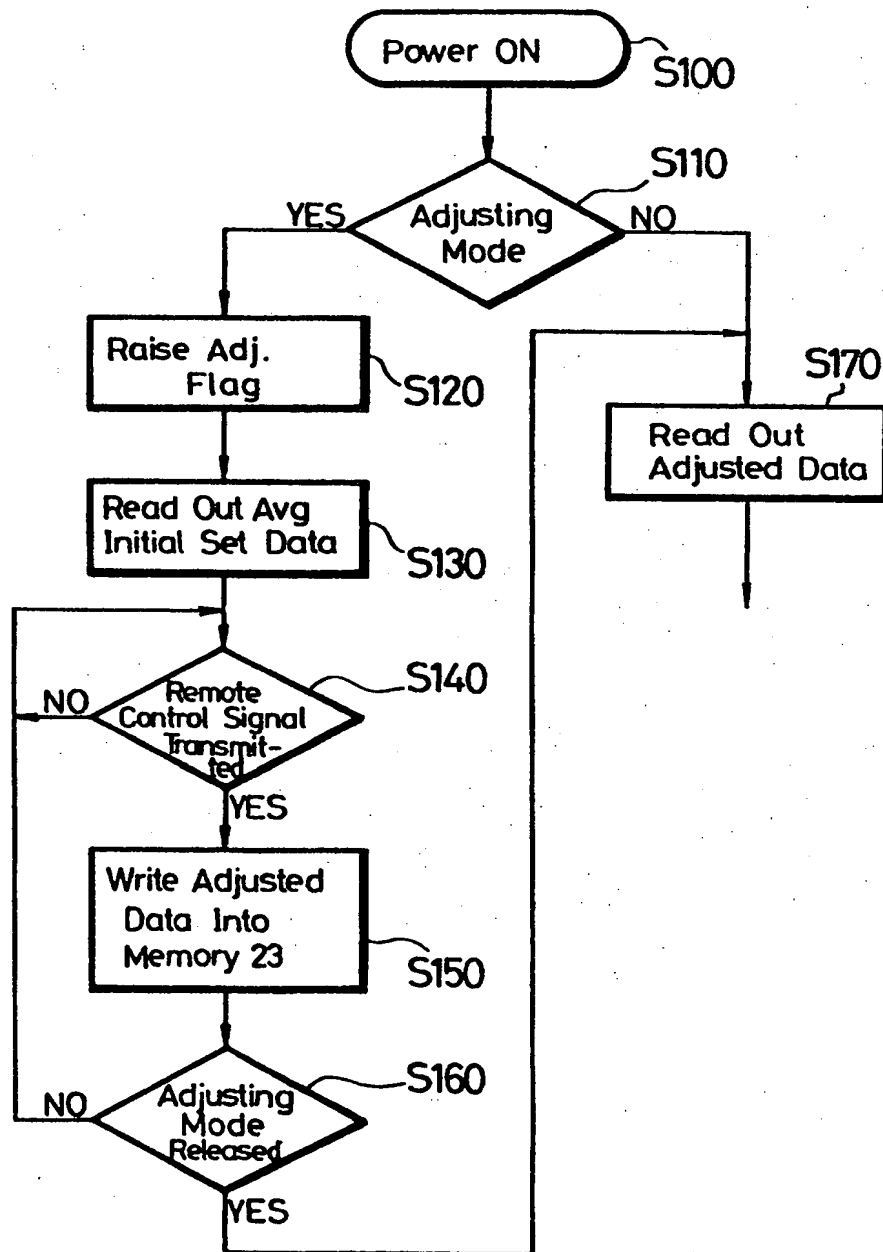 Power ON
S100
S110
YES
Adjusting
Mode
NO
Raise Adj.
Flag
S120
S170
Read Out
Adjusted Data
Read Out Avg
Initial Set Data
S130
S140
NO
Remote
Control Signal
Transmit-
ted
YES
Write Adjusted
Data Into
Memory 23
S150
S160
NO
Adjusting
Mode
Released
YES